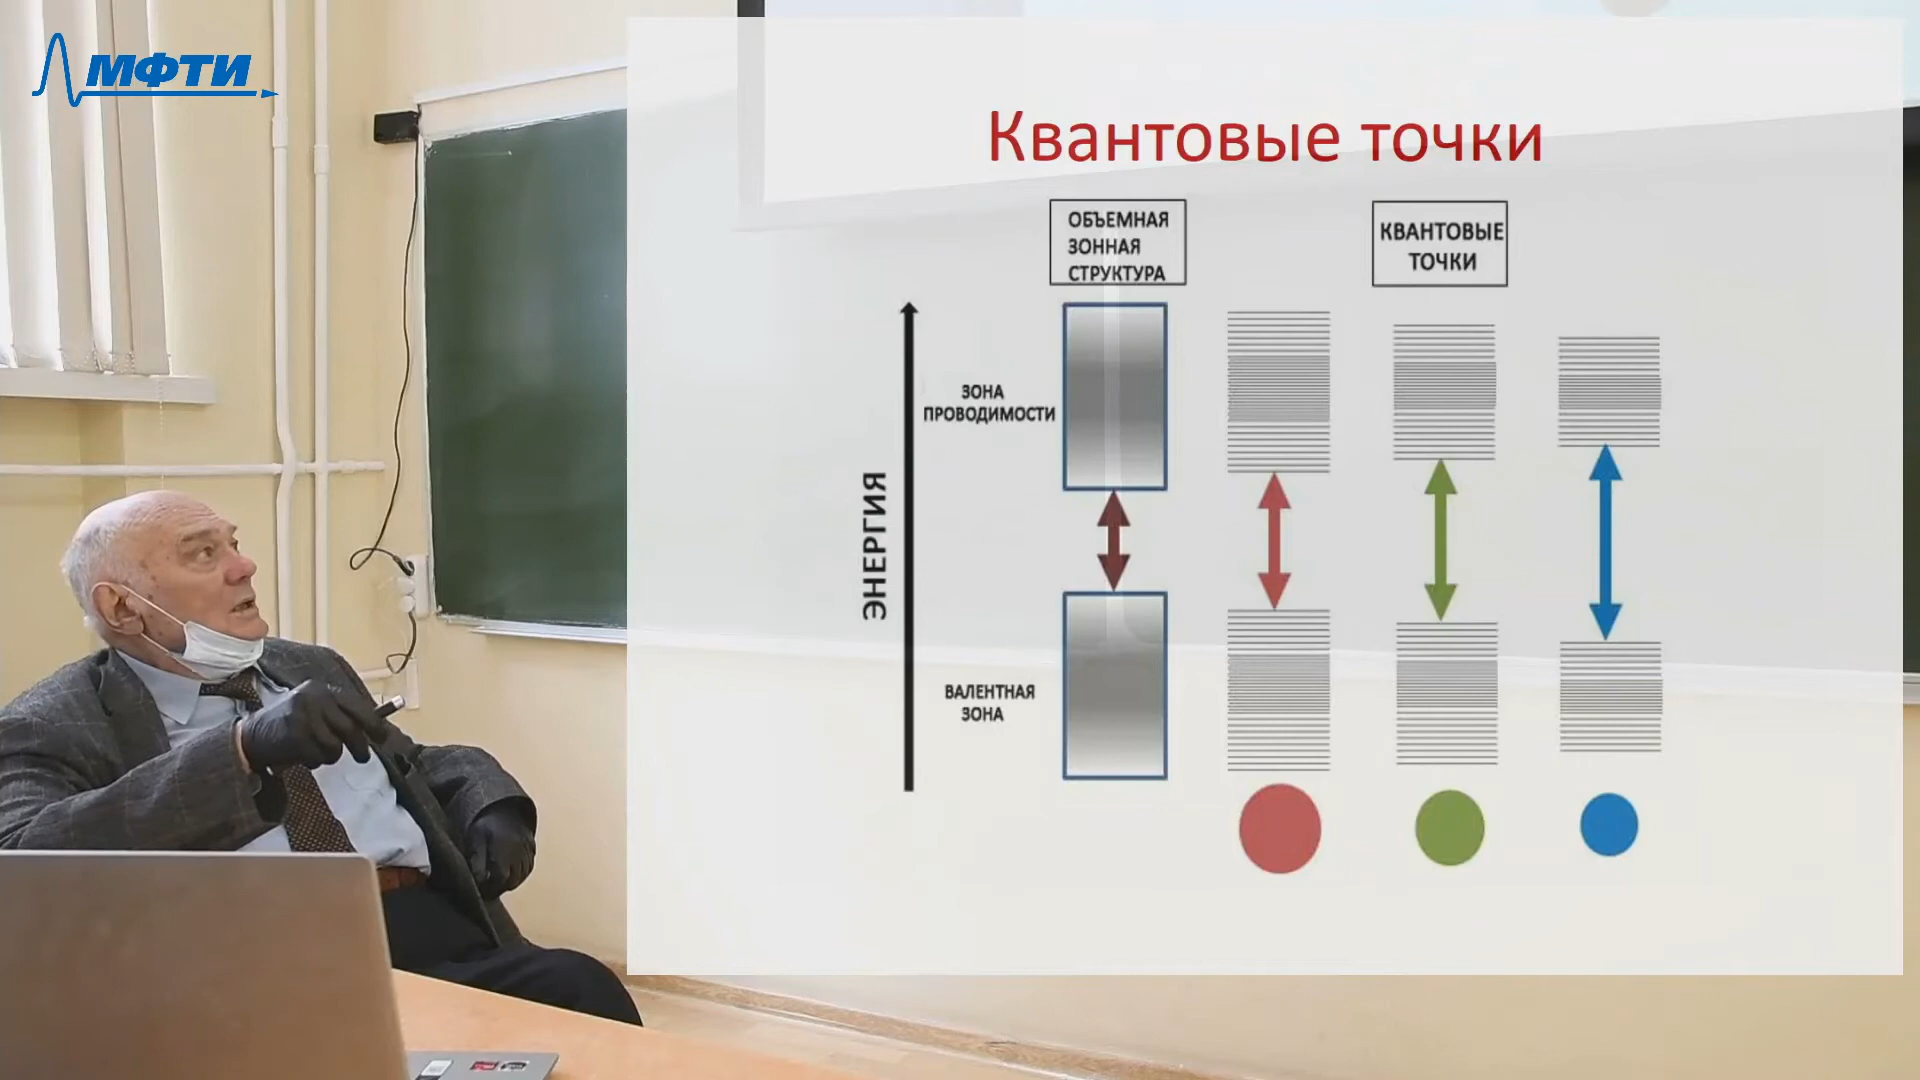 МФТИ
Квантовые точки
ОБЪЕМНАЯ
ЗОННАЯ
СТРУКТУРА
КВАНТОВЫЕ
ТОЧКИ
ЗОНА
ПРОВОДИМОСТИ
ЭНЕРГИЯ
ВАЛЕНТНАЯ
ЗОНА